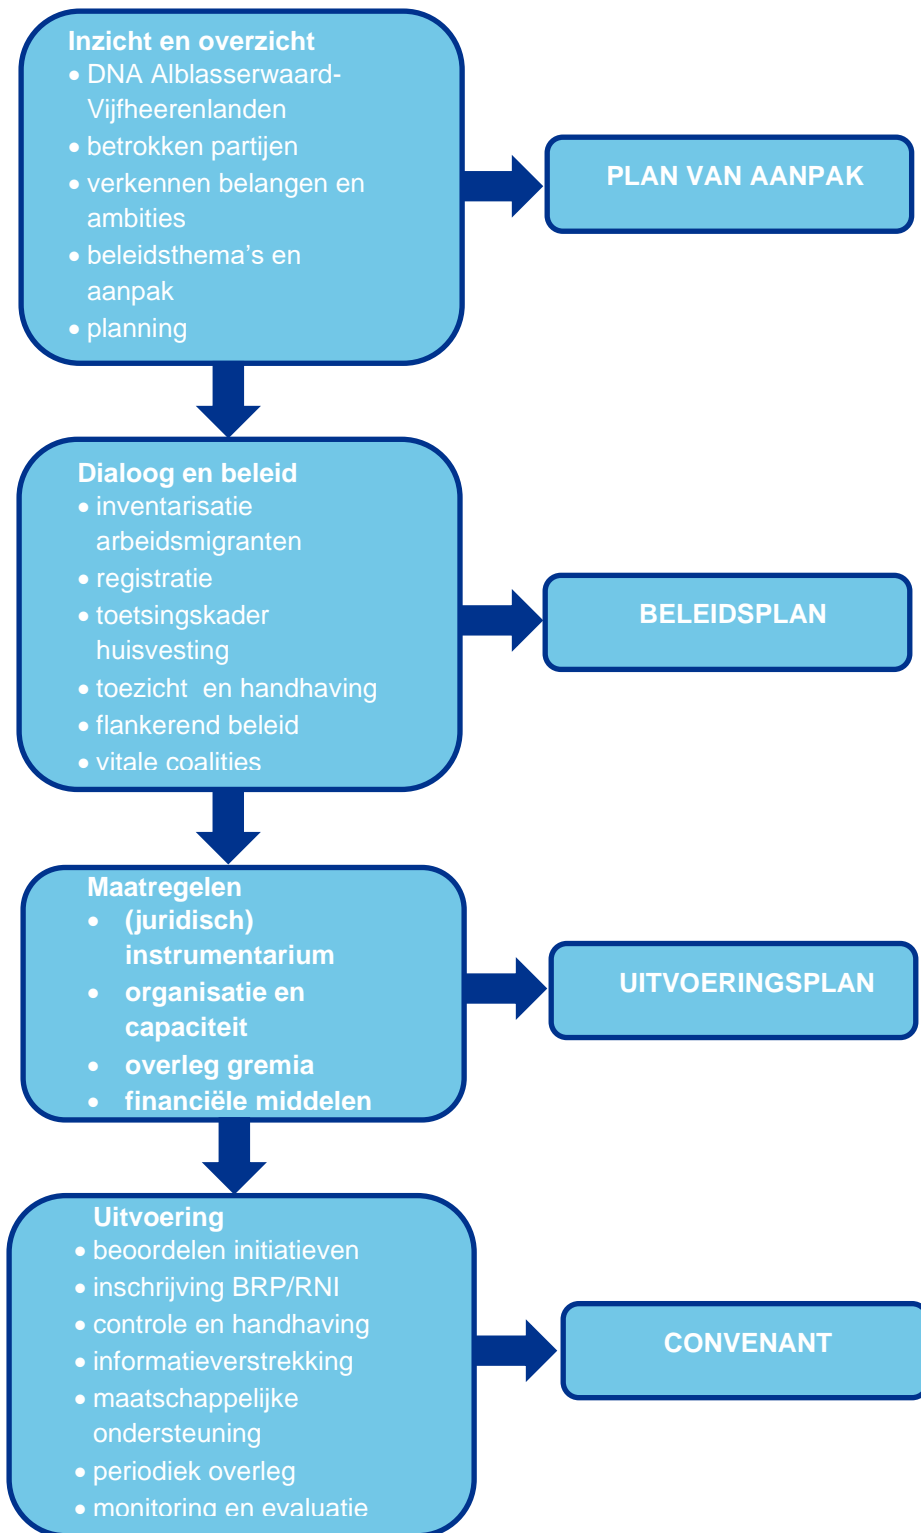 Inzicht en overzicht
• DNA Alblasserwaard-
Vijfheerenlanden
• betrokken partijen
• verkennen belangen en
ambities
• beleidsthema’s en
aanpak
• planning
PLAN VAN AANPAK
Dialoog en beleid
• inventarisatie
arbeidsmigranten
• registratie
• toetsingskader
huisvesting
• toezicht en handhaving
• flankerend beleid
• vitale coalities
BELEIDSPLAN
Maatregelen
• (juridisch)
instrumentarium
• organisatie en
capaciteit
• overleg gremia
• financiële middelen
UITVOERINGSPLAN
Uitvoering
• beoordelen initiatieven
• inschrijving BRP/RNI
• controle en handhaving
• informatieverstrekking
• maatschappelijke
ondersteuning
• periodiek overleg
• monitoring en evaluatie
CONVENANT